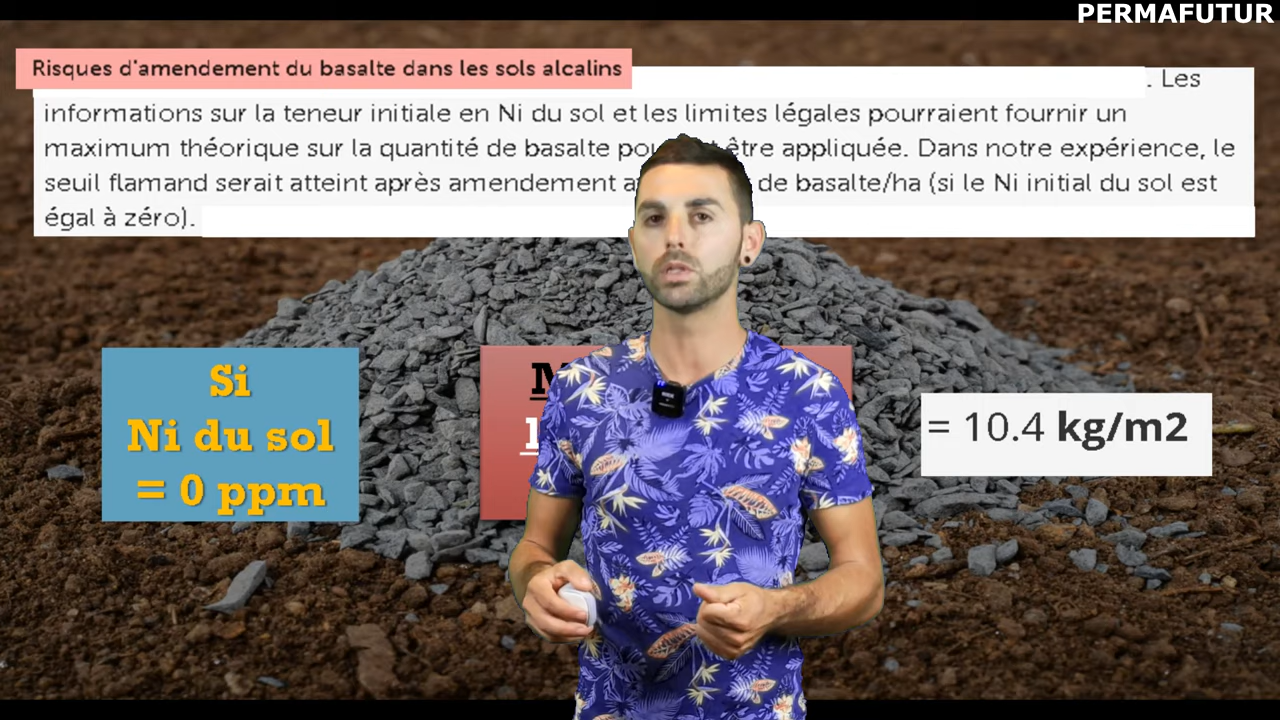 PERMAFUTUR
Risques d'amendement du basalte dans les sols alcalins
. Les
informations sur la teneur initiale en Ni du sol et les limites légales pourraient fournir un
maximum théorique sur la quantité de basalte être appliquée. Dans notre expérience, le
seuil flamand serait atteint après amendement de basalte/ha (si le Ni initial du sol est
égal à zéro).
Si
Ni du sol
= 0 ppm
= 10.4 kg/m2